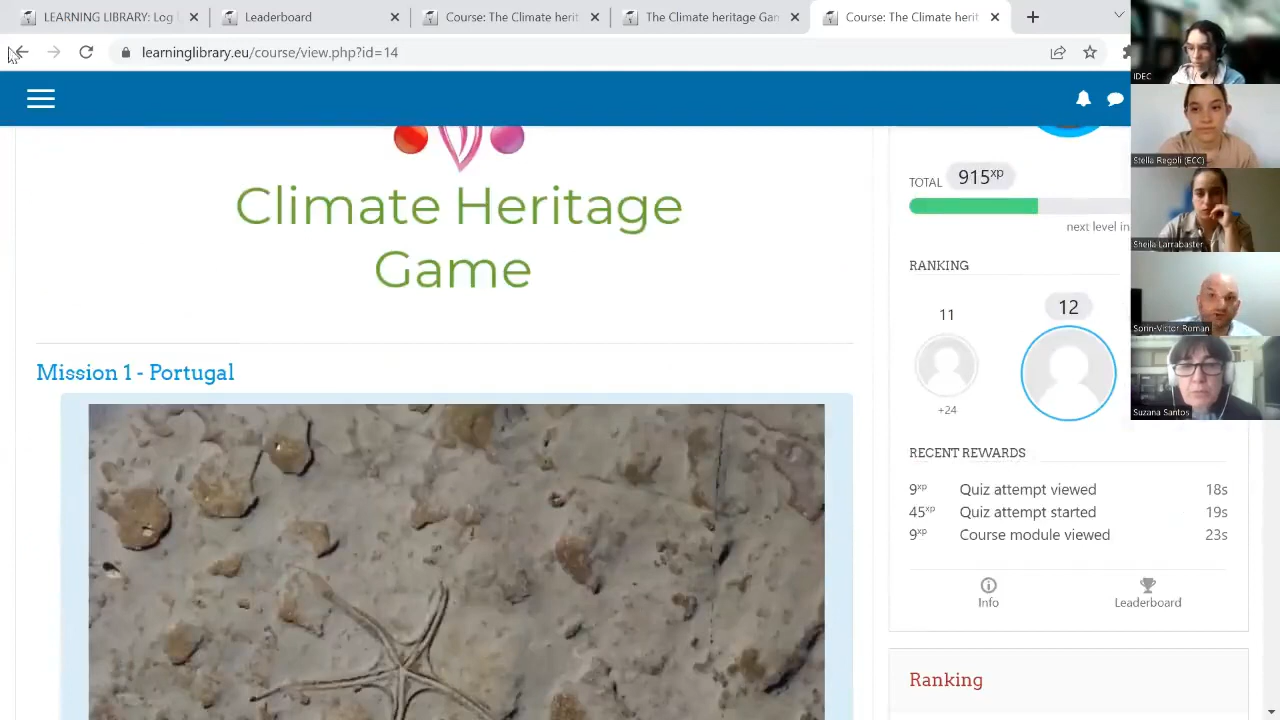 LEARNING LIBRARY: Log
Leaderboard
Course: The Climate herit
The Climate heritage Gam
Course: The Climate herit
learninglibrary.eu/course/view.php?id=14
Climate Heritage
Game
Mission 1 - Portugal
TOTAL 915xp
next level in
RANKING
11
12
+24
RECENT REWARDS
9xp Quiz attempt viewed 18s
45xp Quiz attempt started 19s
9xp Course module viewed 23s
Info
Leaderboard
Ranking
IDEC
Stella Regoli (ECC)
Sheila Larrabaster
Sorin-Victor Roman
Suzana Santos